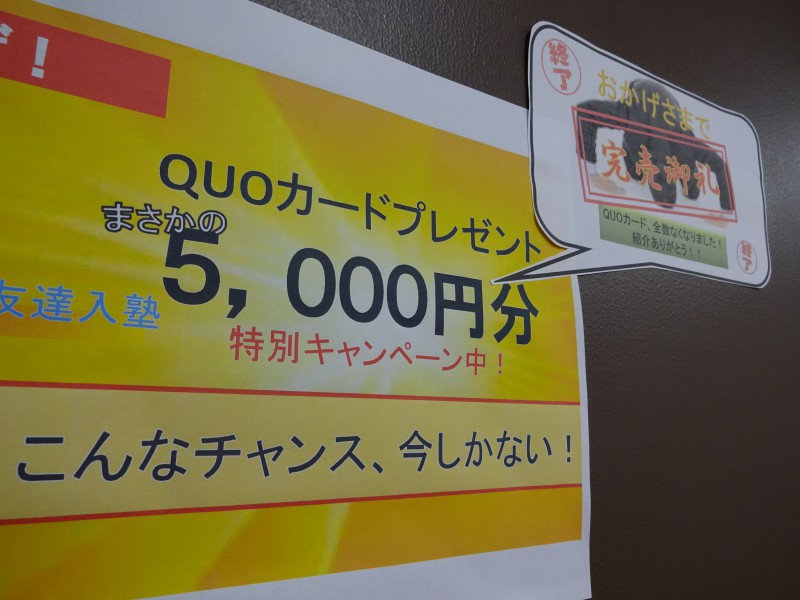 ！
QUOカードプレゼント
まさかの
5，000円分
友達入塾
特別キャンペーン中！
こんなチャンス、今しかない！
終了
おかげさまで
完売御礼
QUOカード、全数なくなりました！
紹介ありがとう！！
終了